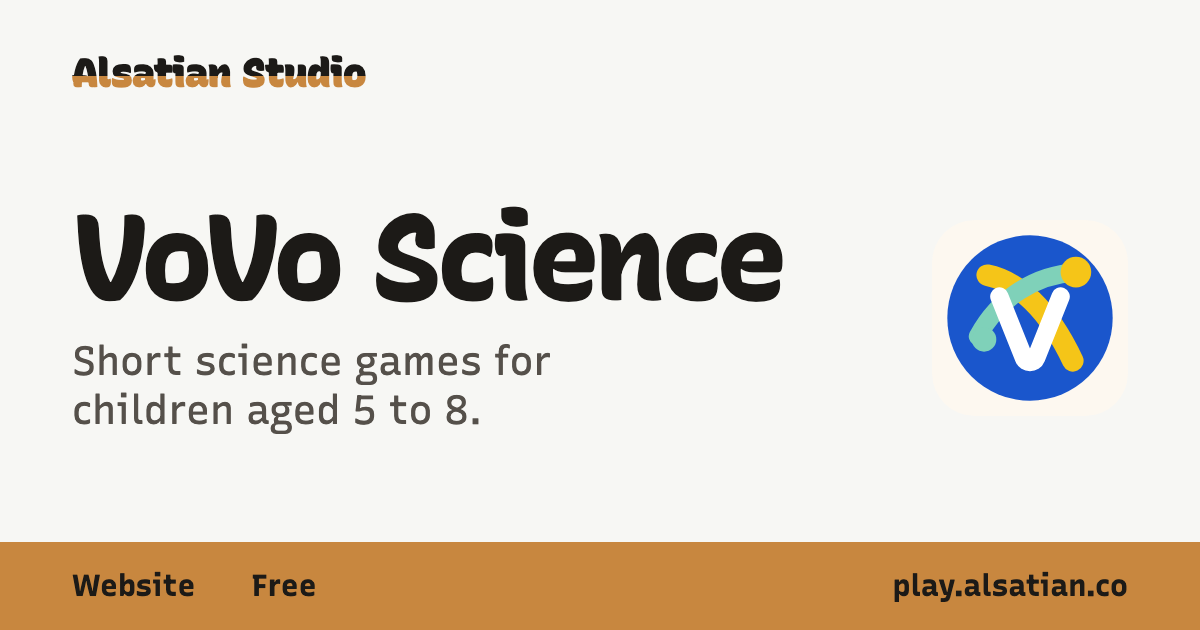 Alsatian Studio
VoVo Science
Short science games for
children aged 5 to 8.
V
Website Free play.alsatian.co